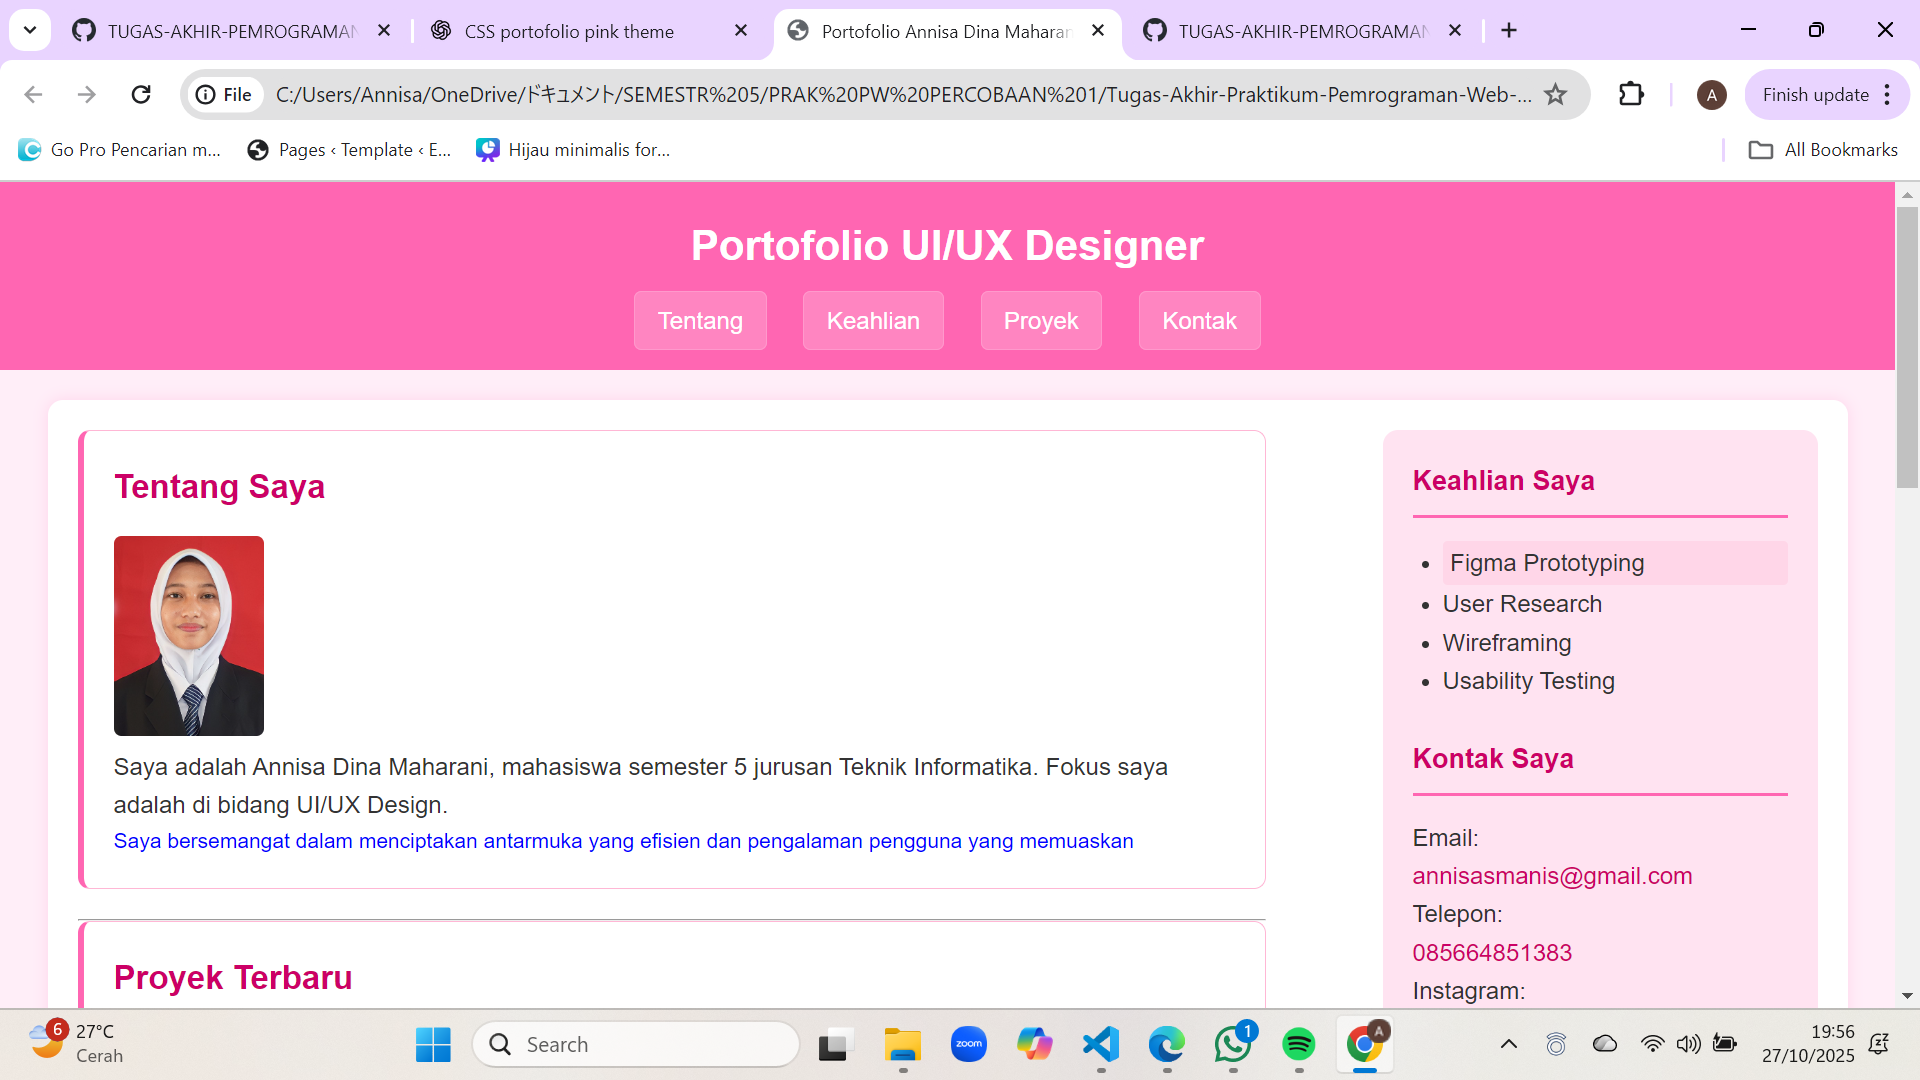 TUGAS-AKHIR-PEMROGRAMAN
CSS portofolio pink theme
Portofolio Annisa Dina Maharan
TUGAS-AKHIR-PEMROGRAMAN
File
C:/Users/Annisa/OneDrive/ドキュメント/SEMESTR%205/PRAK%20PW%20PERCOBAAN%201/Tugas-Akhir-Praktikum-Pemrograman-Web-...
A
Finish update
Go Pro Pencarian m...
Pages ‹ Template ‹ E...
Hijau minimalis for...
All Bookmarks
Portofolio UI/UX Designer
Tentang
Keahlian
Proyek
Kontak
Tentang Saya
Saya adalah Annisa Dina Maharani, mahasiswa semester 5 jurusan Teknik Informatika. Fokus saya
adalah di bidang UI/UX Design.
Saya bersemangat dalam menciptakan antarmuka yang efisien dan pengalaman pengguna yang memuaskan
Proyek Terbaru
Keahlian Saya
Figma Prototyping
User Research
Wireframing
Usability Testing
Kontak Saya
Email:
annisasmanis@gmail.com
Telepon:
085664851383
Instagram:
6
27°C
Cerah
Search
zoom
1
A
19:56
27/10/2025